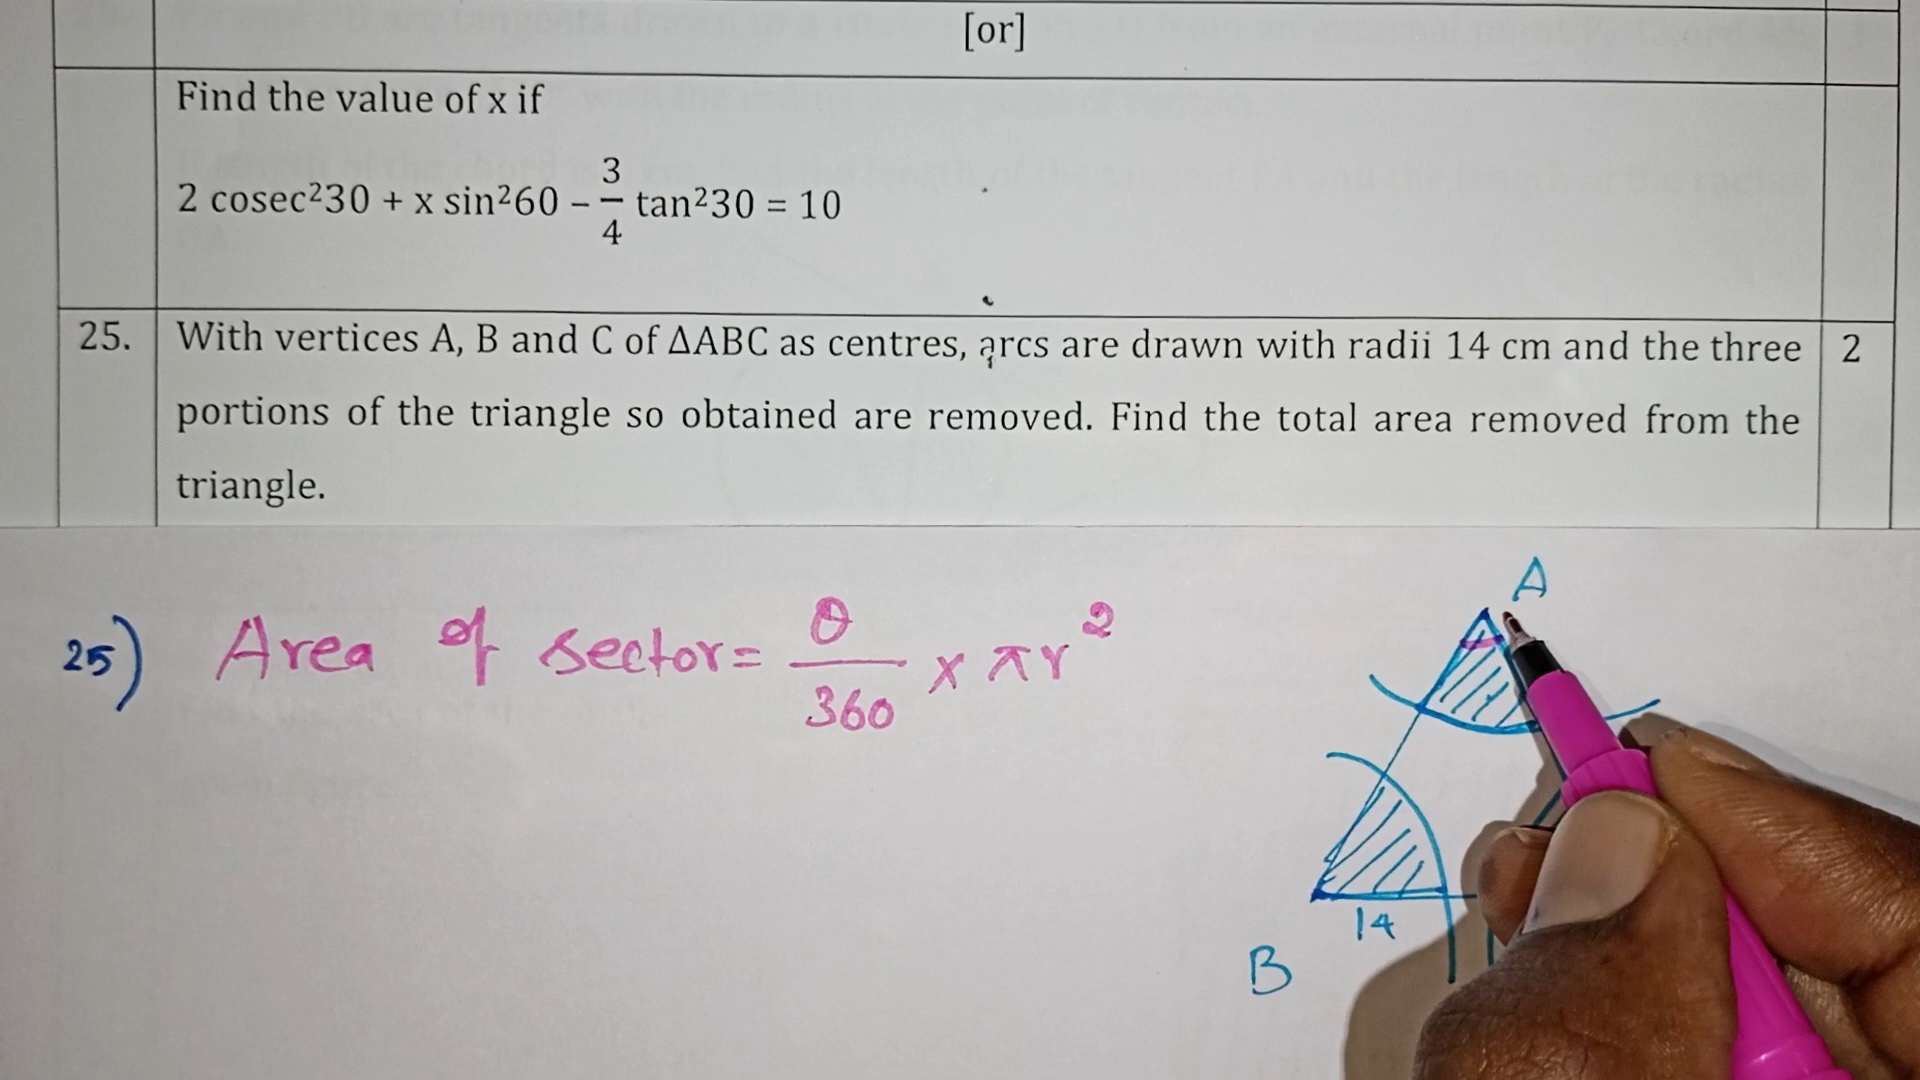 [or]
Find the value of x if
2 cosec²30 + x sin²60 – 3/4 tan²30 = 10
25. With vertices A, B and C of ΔABC as centres, arcs are drawn with radii 14 cm and the three 2
portions of the triangle so obtained are removed. Find the total area removed from the
triangle.
25) Area of sector = θ/360 x πr²
A
14
B